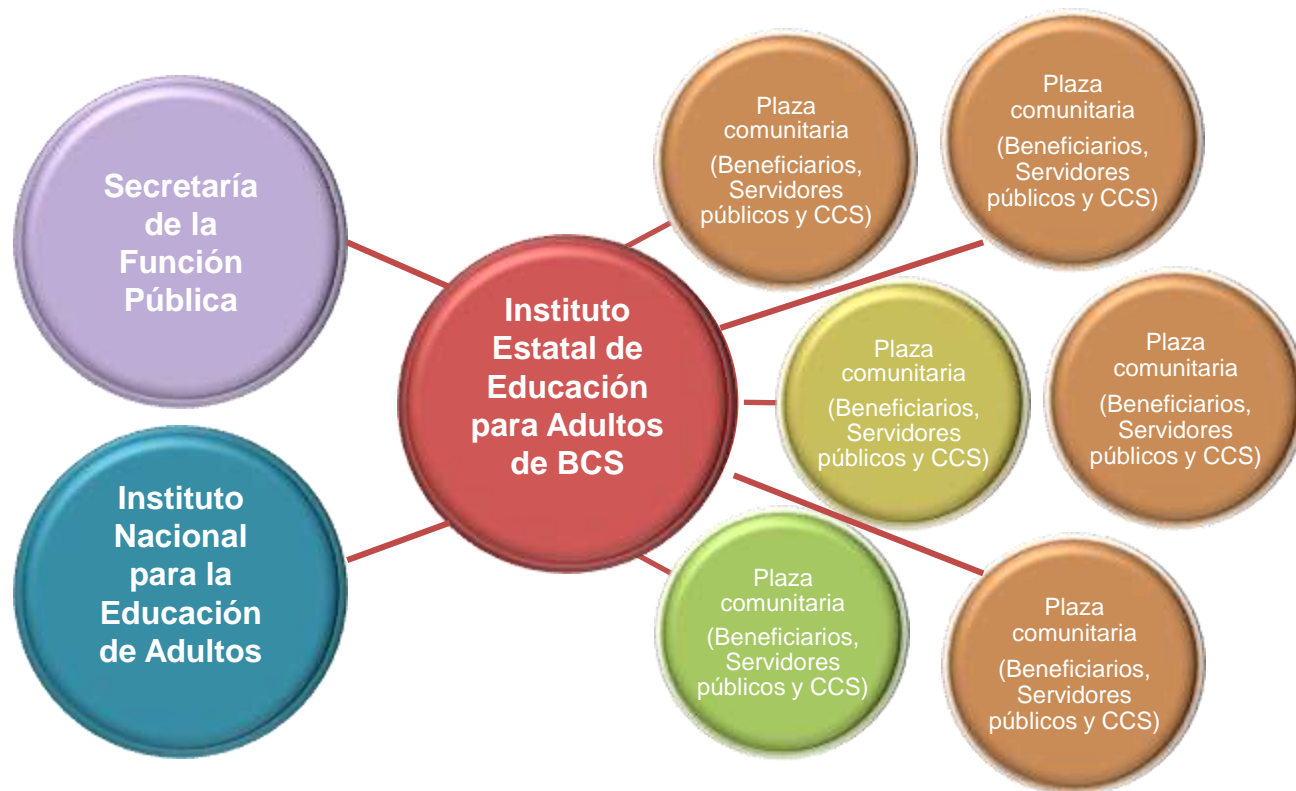 Secretaría
de la
Función
Pública
Instituto
Nacional
para la
Educación
de Adultos
Instituto
Estatal de
Educación
para Adultos
de BCS
Plaza
comunitaria
(Beneficiarios,
Servidores
públicos y CCS)
Plaza
comunitaria
(Beneficiarios,
Servidores
públicos y CCS)
Plaza
comunitaria
(Beneficiarios,
Servidores
públicos y CCS)
Plaza
comunitaria
(Beneficiarios,
Servidores
públicos y CCS)
Plaza
comunitaria
(Beneficiarios,
Servidores
públicos y CCS)
Plaza
comunitaria
(Beneficiarios,
Servidores
públicos y CCS)